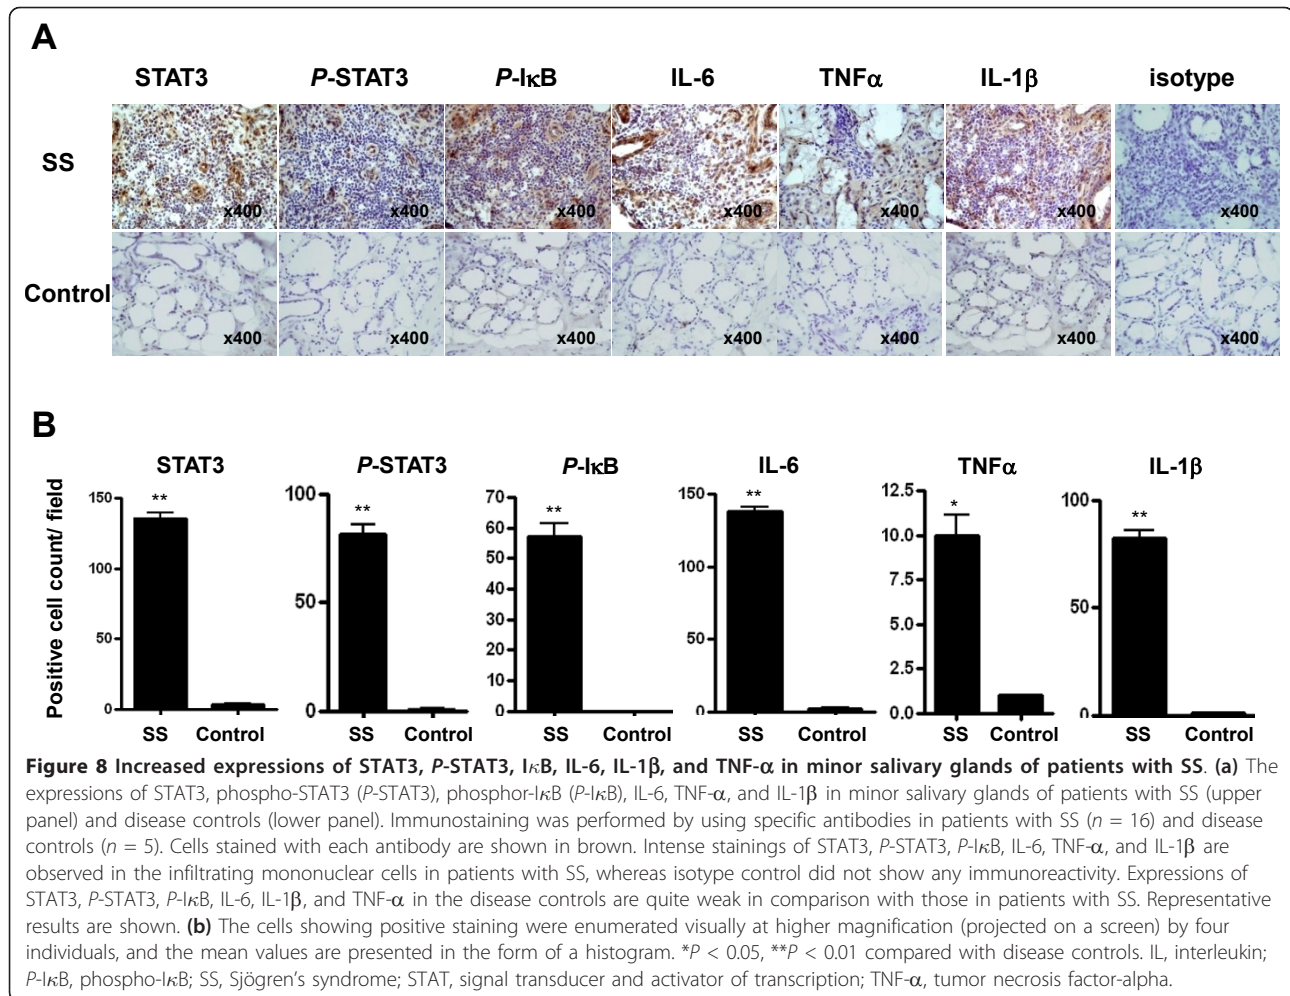 A
STAT3 P-STAT3 P-IκB IL-6 TNFα IL-1β isotype
SS
x400 x400 x400 x400 x400 x400 x400
Control
x400 x400 x400 x400 x400 x400 x400
B
STAT3 P-STAT3 P-IκB IL-6 TNFα IL-1β
Positive cell count/ field
150 100 50 0 ** SS Control
100 50 0 ** SS Control
70 60 50 40 30 20 10 0 ** SS Control
150 100 50 0 ** SS Control
12.5 10.0 7.5 5.0 2.5 0.0 * SS Control
100 50 0 ** SS Control
Figure 8 Increased expressions of STAT3, P-STAT3, IκB, IL-6, IL-1β, and TNF-α in minor salivary glands of patients with SS. (a) The
expressions of STAT3, phospho-STAT3 (P-STAT3), phosphor-IκB (P-IκB), IL-6, TNF-α, and IL-1β in minor salivary glands of patients with SS (upper
panel) and disease controls (lower panel). Immunostaining was performed by using specific antibodies in patients with SS (n = 16) and disease
controls (n = 5). Cells stained with each antibody are shown in brown. Intense stainings of STAT3, P-STAT3, P-IκB, IL-6, TNF-α, and IL-1β are
observed in the infiltrating mononuclear cells in patients with SS, whereas isotype control did not show any immunoreactivity. Expressions of
STAT3, P-STAT3, P-IκB, IL-6, IL-1β, and TNF-α in the disease controls are quite weak in comparison with those in patients with SS. Representative
results are shown. (b) The cells showing positive staining were enumerated visually at higher magnification (projected on a screen) by four
individuals, and the mean values are presented in the form of a histogram. *P < 0.05, **P < 0.01 compared with disease controls. IL, interleukin;
P-IκB, phospho-IκB; SS, Sjögren's syndrome; STAT, signal transducer and activator of transcription; TNF-α, tumor necrosis factor-alpha.